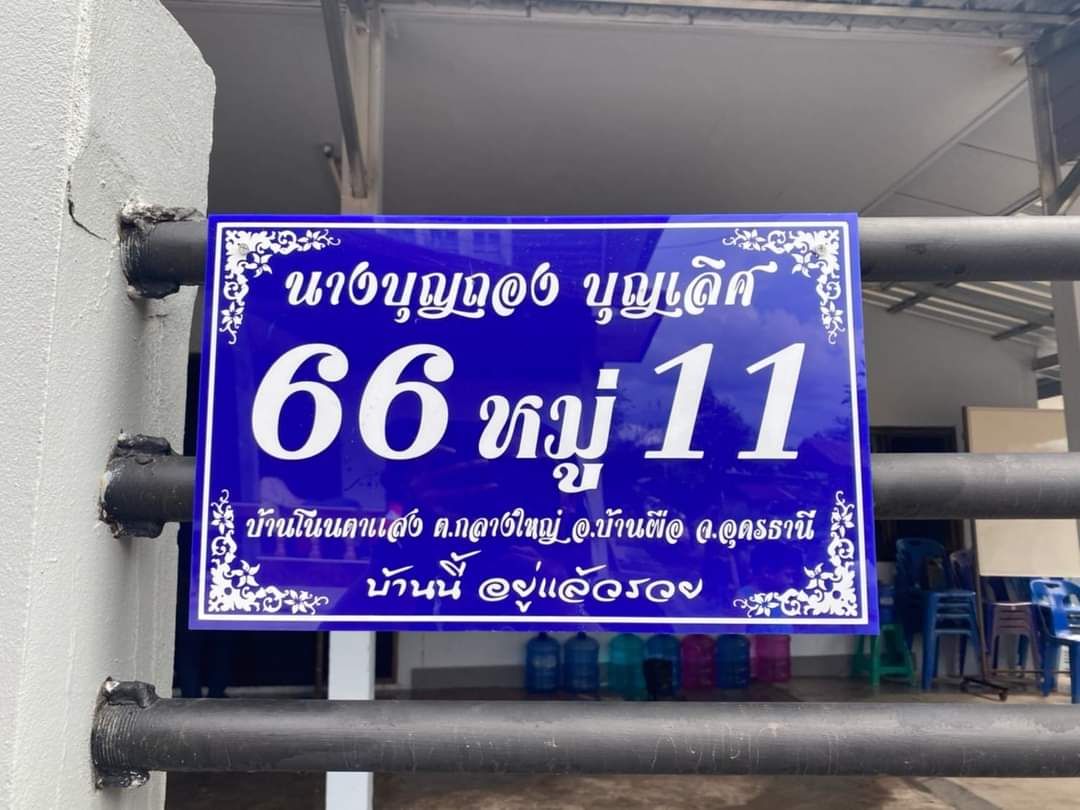 นางบุญถอง บุญเลิศ
66 หมู่ 11
บ้านโนนตาแสง ต.กลางใหญ่ อ.บ้านผือ จ.อุดรธานี
บ้านนี้ อยู่แล้วรวย